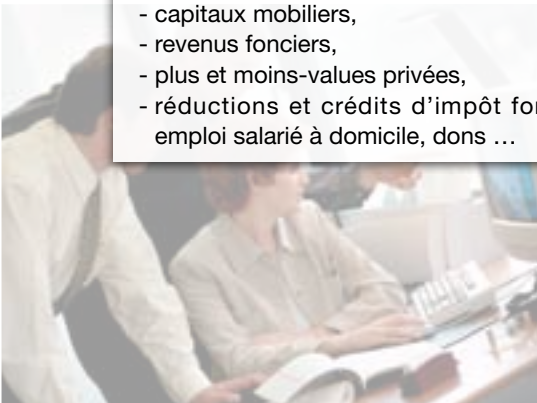 - capitaux mobiliers,
- revenus fonciers,
- plus et moins-values privées,
- réductions et crédits d'impôt
emploi salarié à domicile, dons …